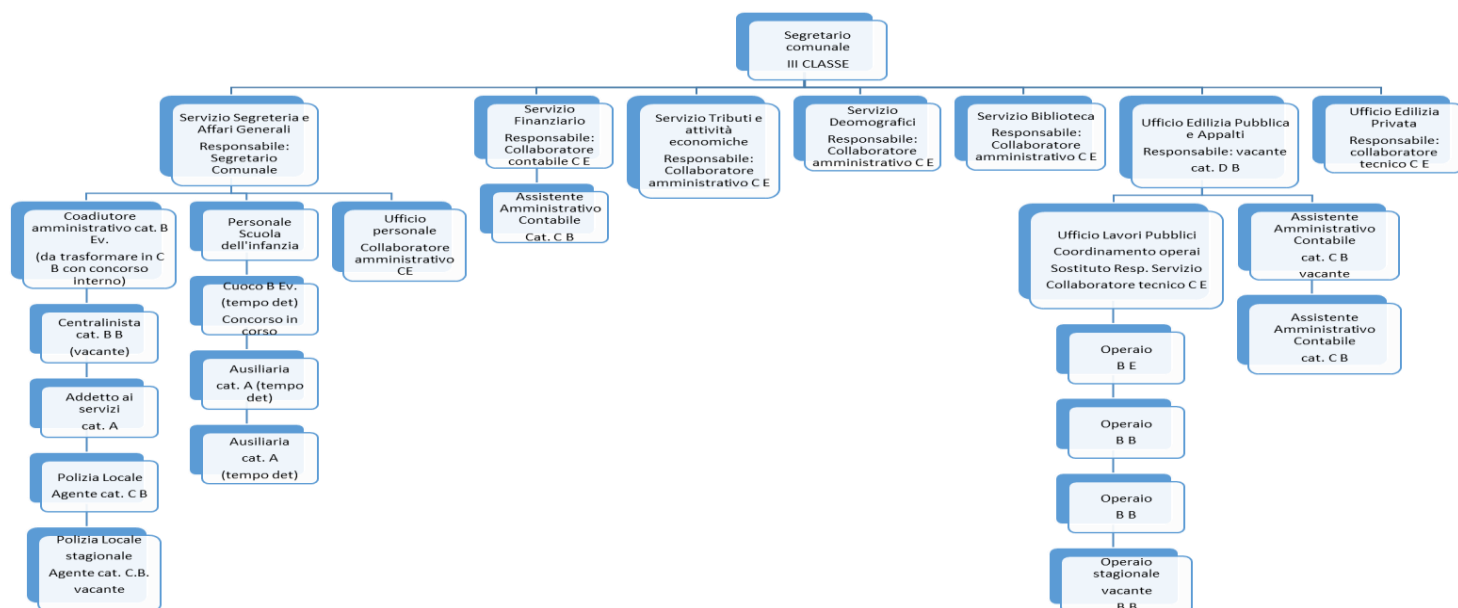 Segretario
comunale
III CLASSE
Servizio Segreteria e
Affari Generali
Responsabile:
Segretario
Comunale
Servizio
Finanziario
Responsabile:
Collaboratore
contabile C E
Servizio Tributi e
attività
economiche
Responsabile:
Collaboratore
amministrativo C E
Servizio
Deomografici
Responsabile:
Collaboratore
amministrativo C E
Servizio Biblioteca
Responsabile:
Collaboratore
amministrativo C E
Ufficio Edilizia Pubblica
e Appalti
Responsabile: vacante
cat. D B
Ufficio Edilizia
Privata
Responsabile:
collaboratore
tecnico C E
Coadiutore
amministrativo cat. B
Ev.
(da trasformare in C
B con concorso
interno)
Centralinista
cat. B B
(vacante)
Addetto ai
servizi
cat. A
Polizia Locale
Agente cat. C B
Polizia Locale
stagionale
Agente cat. C.B.
vacante
Personale
Scuola
dell'infanzia
Cuoco B Ev.
(tempo det)
Concorso in
corso
Ausiliaria
cat. A (tempo
det)
Ausiliaria
cat. A
(tempo det)
Ufficio
personale
Collaboratore
amministrativo
CE
Assistente
Amministrativo
Contabile
Cat. C B
Ufficio Lavori Pubblici
Coordinamento operai
Sostituto Resp. Servizio
Collaboratore tecnico C E
Operaio
B E
Operaio
B B
Operaio
B B
Operaio
stagionale
vacante
B B
Assistente
Amministrativo
Contabile
cat. C B
vacante
Assistente
Amministrativo
Contabile
cat. C B